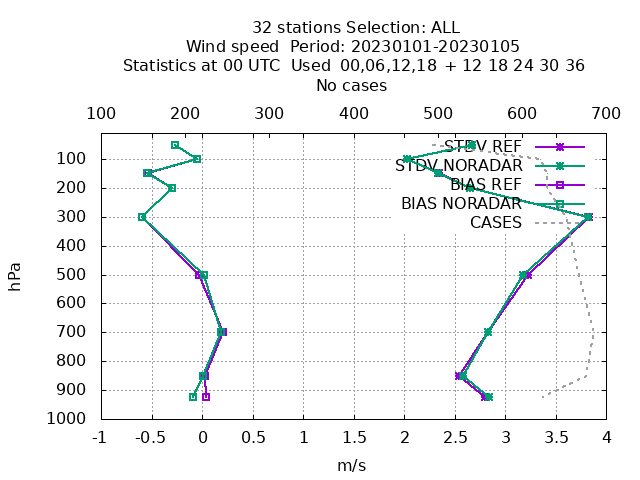 32 stations Selection: ALL
Wind speed  Period: 20230101-20230105
Statistics at 00 UTC  Used  00,06,12,18  + 12 18 24 30 36
No cases
100 200 300 400 500 600 700
STDV REF
100
STDV NORADAR
200
BIAS REF
BIAS NORADAR
300
CASES
400
hPa
500
600
700
800
900
1000
-1 -0.5 0 0.5 1 1.5 2 2.5 3 3.5 4
m/s